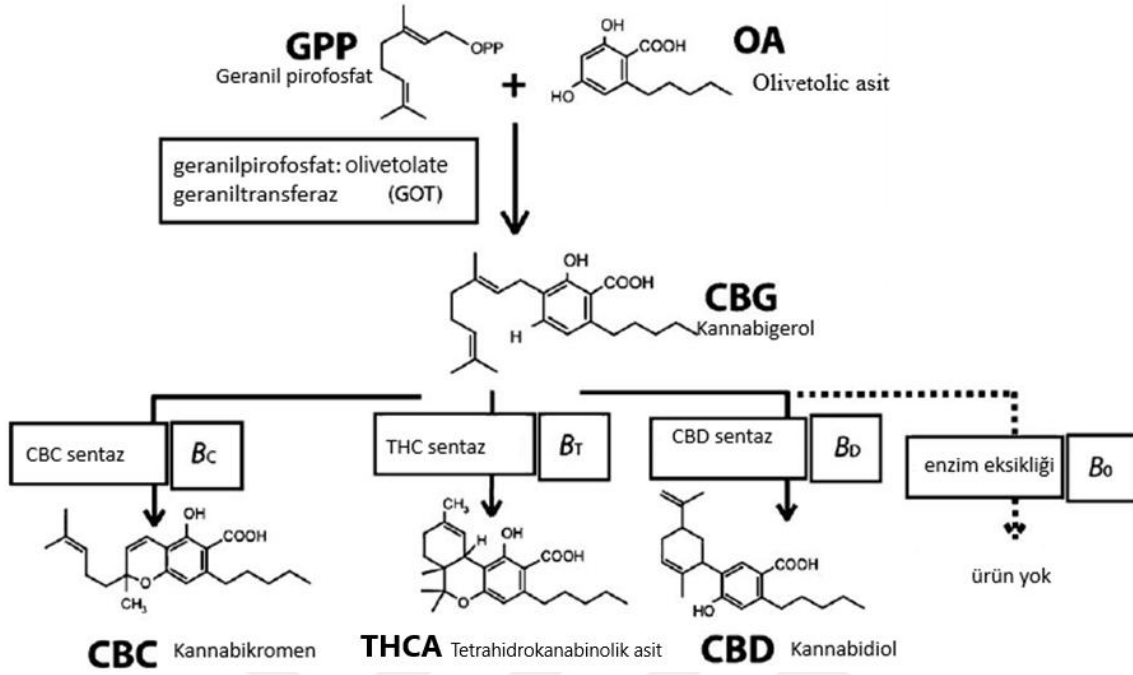 GPP
Geranil pirofosfat
OPP
+
OH
COOH
HO
OA
Olivetolic asit
geranilpirofosfat: olivetolate
geraniltransferaz (GOT)
OH
COOH
H
CBG
Kannabigerol
CBC sentaz
BC
THC sentaz
BT
CBD sentaz
BD
enzim eksikliği
B0
OH
COOH
O
CH3
CH3
H
OH
COOH
O
COOH
HO
ürün yok
CBC Kannabikromen
THCA Tetrahidrokanabinolik asit
CBD Kannabidiol